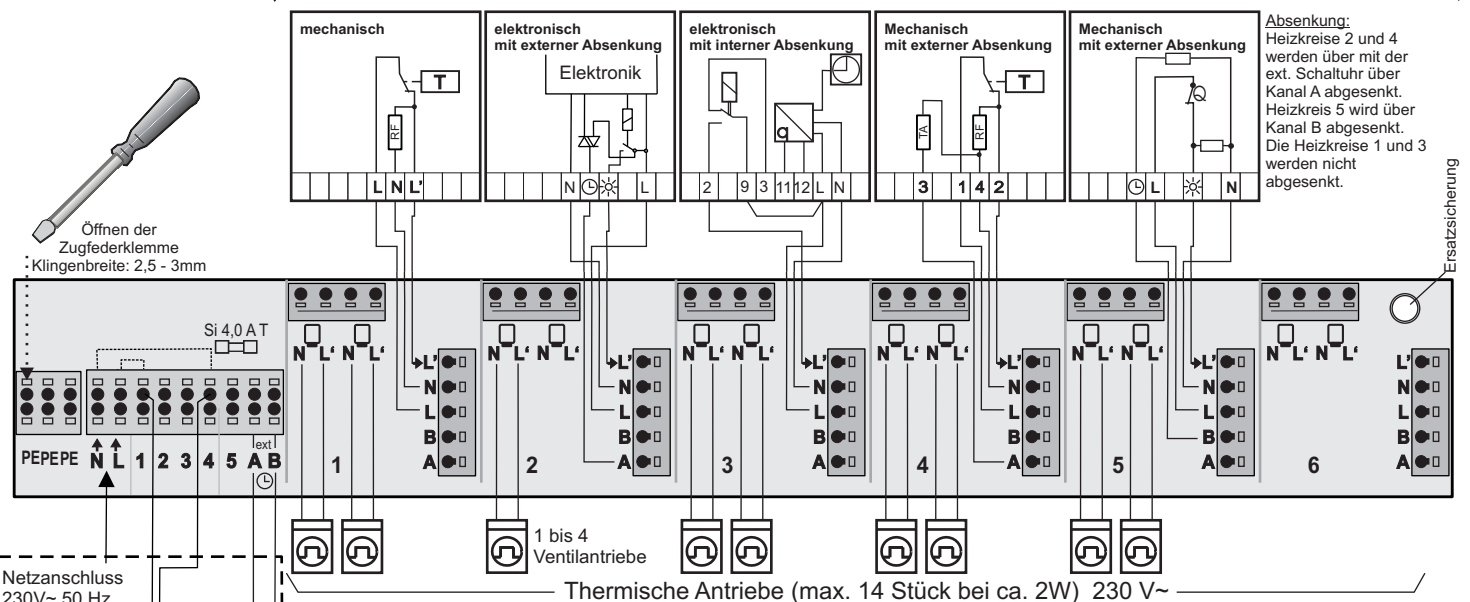 mechanisch
T
RF
L N L’
elektronisch
mit externer Absenkung
Elektronik
N L
elektronisch
mit interner Absenkung
q
2 9 3 11 12 L N
Mechanisch
mit externer Absenkung
T
TA
RF
3 1 4 2
Mechanisch
mit externer Absenkung
L N
Absenkung:
Heizkreise 2 und 4
werden über mit der
ext. Schaltuhr über
Kanal A abgesenkt.
Heizkreis 5 wird über
Kanal B abgesenkt.
Die Heizkreise 1 und 3
werden nicht
abgesenkt.
Ersatzsicherung
Öffnen der
Zugfederklemme
Klingenbreite: 2,5 - 3mm
Si 4,0 A T
PE PE PE N L 1 2 3 4 5 A B
ext
N L‘ N L‘
L’
N
L
B
A
1
N L‘ N L‘
L’
N
L
B
A
2
N L‘ N L‘
L’
N
L
B
A
3
N L‘ N L‘
L’
N
L
B
A
4
N L‘ N L‘
L’
N
L
B
A
5
N L‘ N L‘
L’
N
L
B
A
6
1 bis 4
Ventilantriebe
Netzanschluss
230V~ 50 Hz
Thermische Antriebe (max. 14 Stück bei ca. 2W) 230 V~